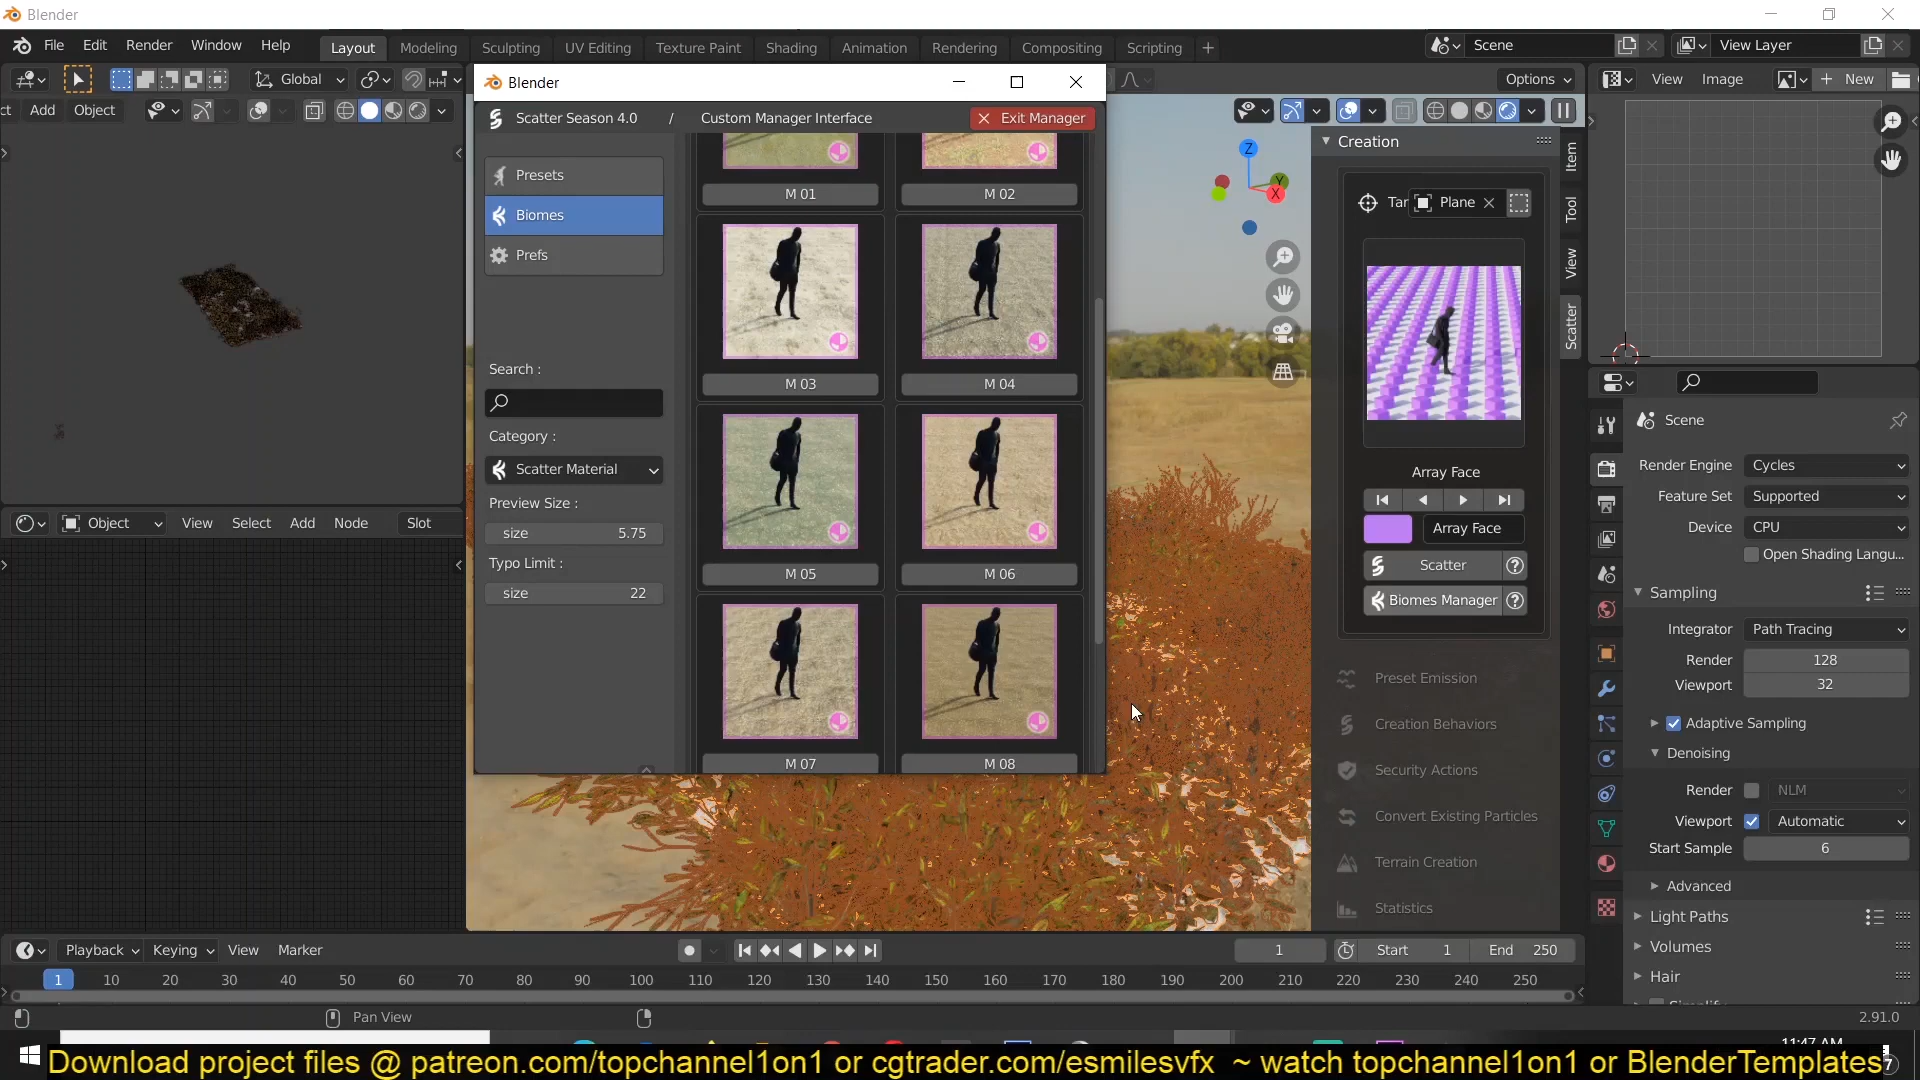 Blender
File Edit Render Window Help Layout Modeling Sculpting UV Editing Texture Paint Shading Animation Rendering Compositing Scripting + Scene View Layer
Global Options View Image New
ct Add Object
Blender
Scatter Season 4.0 / Custom Manager Interface Exit Manager
Presets
Biomes
Prefs
Search :
Category :
Scatter Material
Preview Size :
size 5.75
Typo Limit :
size 22
M 01 M 02
M 03 M 04
M 05 M 06
M 07 M 08
Z
Y
X
Creation
Tar Plane
Array Face
Array Face
Scatter
Biomes Manager
Preset Emission
Creation Behaviors
Security Actions
Convert Existing Particles
Terrain Creation
Statistics
Item
Tool
View
Scatter
Scene
Render Engine Cycles
Feature Set Supported
Device CPU
Open Shading Langu...
Sampling
Integrator Path Tracing
Render 128
Viewport 32
Adaptive Sampling
Denoising
Render NLM
Viewport Automatic
Start Sample 6
Advanced
Light Paths
Volumes
Hair
Object View Select Add Node Slot
Playback Keying View Marker 1 Start 1 End 250
1 10 20 30 40 50 60 70 80 90 100 110 120 130 140 150 160 170 180 190 200 210 220 230 240 250
Pan View 2.91.0
11:47 AM
Download project files @ patreon.com/topchannel1on1 or cgtrader.com/esmilesvfx ~ watch topchannel1on1 or BlenderTemplates